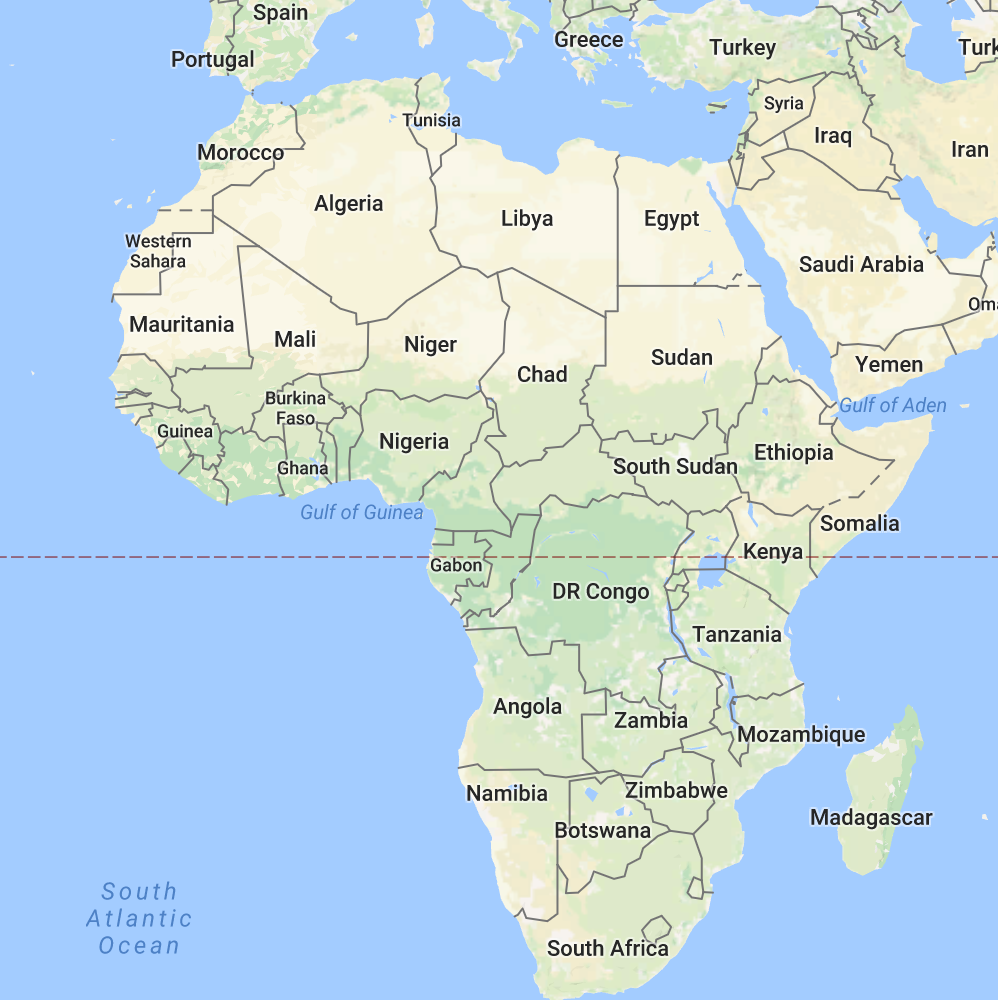 Spain
Portugal
Greece
Turkey
Turk
Syria
Tunisia
Iraq
Iran
Morocco
Algeria
Libya
Egypt
Western
Sahara
Saudi Arabia
Oma
Mauritania
Mali
Niger
Chad
Sudan
Yemen
Gulf of Aden
Burkina
Faso
Guinea
Nigeria
Ghana
South Sudan
Ethiopia
Gulf of Guinea
Somalia
Gabon
Kenya
DR Congo
Tanzania
Angola
Zambia
Mozambique
Namibia
Zimbabwe
Botswana
Madagascar
South
Atlantic
Ocean
South Africa